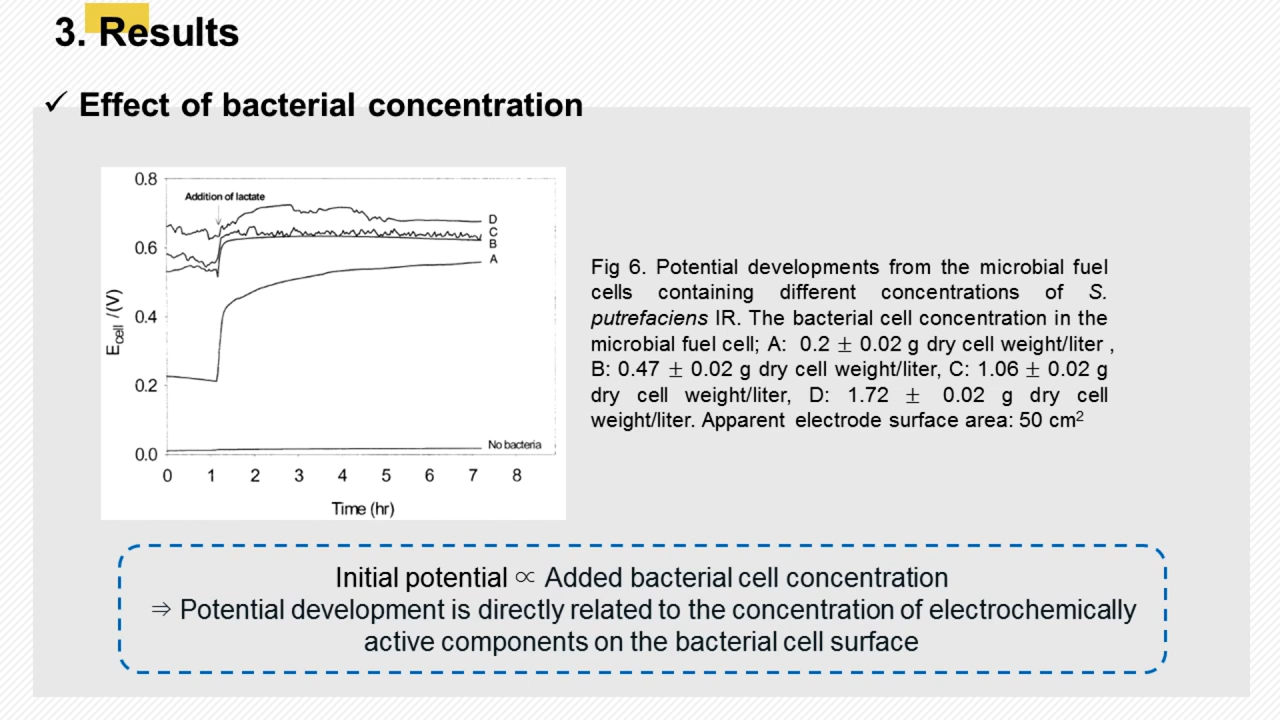 3. Results
✓ Effect of bacterial concentration
0.8
0.6
0.4
0.2
0.0
E_cell /(V)
Addition of lactate
D
C
B
A
No bacteria
0 1 2 3 4 5 6 7 8
Time (hr)
Fig 6. Potential developments from the microbial fuel
cells containing different concentrations of S.
putrefaciens IR. The bacterial cell concentration in the
microbial fuel cell; A: 0.2 ± 0.02 g dry cell weight/liter ,
B: 0.47 ± 0.02 g dry cell weight/liter, C: 1.06 ± 0.02 g
dry cell weight/liter, D: 1.72 ± 0.02 g dry cell
weight/liter. Apparent electrode surface area: 50 cm²
Initial potential ∝ Added bacterial cell concentration
⇒ Potential development is directly related to the concentration of electrochemically
active components on the bacterial cell surface